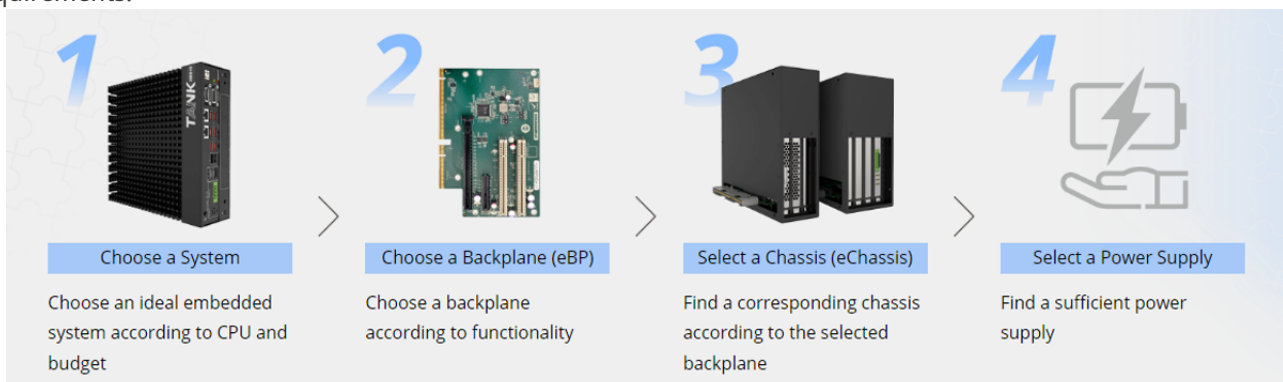 quirements.
1
2
3
4
TANK
Choose a System
Choose an ideal embedded
system according to CPU and
budget
Choose a Backplane (eBP)
Choose a backplane
according to functionality
Select a Chassis (eChassis)
Find a corresponding chassis
according to the selected
backplane
Select a Power Supply
Find a sufficient power
supply